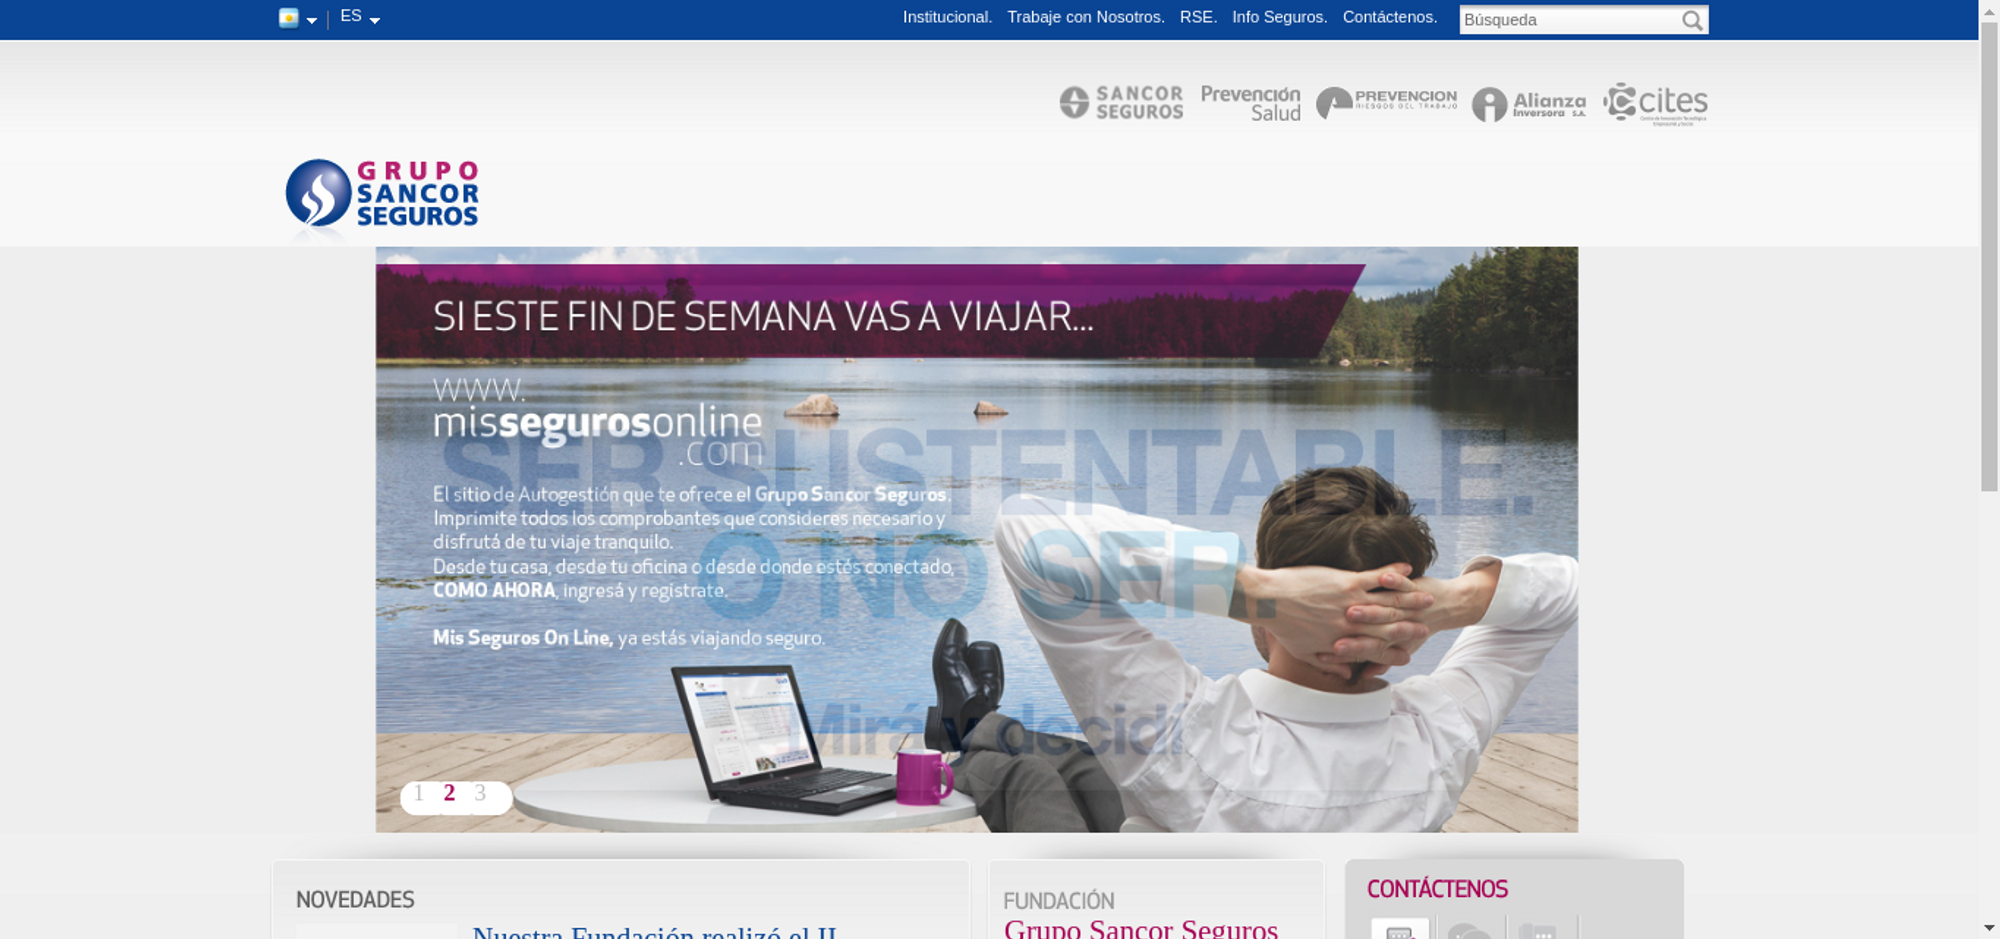 ES
Institucional. Trabaje con Nosotros. RSE. Info Seguros. Contáctenos.
Búsqueda
SANCOR
SEGUROS
Prevención
Salud
PREVENCION
RIESGOS DEL TRABAJO
Alianza
Inversora S.A.
cites
GRUPO
SANCOR
SEGUROS
SI ESTE FIN DE SEMANA VAS A VIAJAR...
www.
missegurosonline
.com
SER SUSTENTABLE.
O NO SER.
El sitio de Autogestión que te ofrece el Grupo Sancor Seguros.
Imprimite todos los comprobantes que consideres necesario y
disfrutá de tu viaje tranquilo.
Desde tu casa, desde tu oficina o desde donde estés conectado,
COMO AHORA, ingresá y registrate.
Mis Seguros On Line, ya estás viajando seguro.
Mirá y decidí
1 2 3
NOVEDADES
Nuestra Fundación realizó el II
FUNDACIÓN
Grupo Sancor Seguros
CONTÁCTENOS